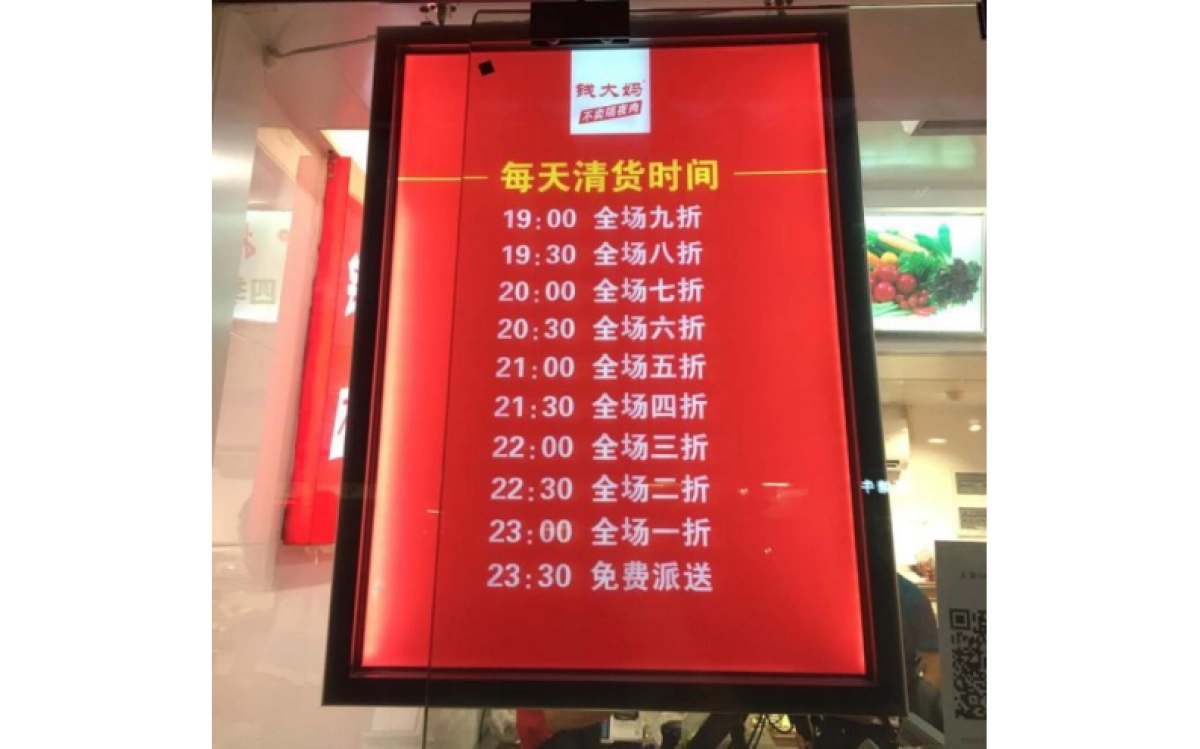 钱大妈
不卖隔夜肉
每天清货时间
19:00 全场九折
19:30 全场八折
20:00 全场七折
20:30 全场六折
21:00 全场五折
21:30 全场四折
22:00 全场三折
22:30 全场二折
23:00 全场一折
23:30 免费派送